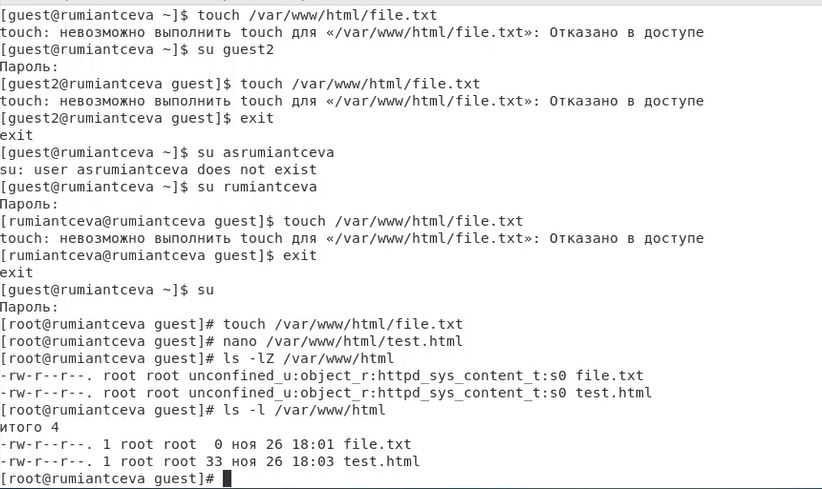 [guest@rumiantceva ~]$ touch /var/www/html/file.txt
touch: невозможно выполнить touch для «/var/www/html/file.txt»: Отказано в доступе
[guest@rumiantceva ~]$ su guest2
Пароль:
[guest2@rumiantceva guest]$ touch /var/www/html/file.txt
touch: невозможно выполнить touch для «/var/www/html/file.txt»: Отказано в доступе
[guest2@rumiantceva guest]$ exit
exit
[guest@rumiantceva ~]$ su asrumiantceva
su: user asrumiantceva does not exist
[guest@rumiantceva ~]$ su rumiantceva
Пароль:
[rumiantceva@rumiantceva guest]$ touch /var/www/html/file.txt
touch: невозможно выполнить touch для «/var/www/html/file.txt»: Отказано в доступе
[rumiantceva@rumiantceva guest]$ exit
exit
[guest@rumiantceva ~]$ su
Пароль:
[root@rumiantceva guest]# touch /var/www/html/file.txt
[root@rumiantceva guest]# nano /var/www/html/test.html
[root@rumiantceva guest]# ls -lZ /var/www/html
-rw-r--r--. root root unconfined_u:object_r:httpd_sys_content_t:s0 file.txt
-rw-r--r--. root root unconfined_u:object_r:httpd_sys_content_t:s0 test.html
[root@rumiantceva guest]# ls -l /var/www/html
итого 4
-rw-r--r--. 1 root root  0 ноя 26 18:01 file.txt
-rw-r--r--. 1 root root 33 ноя 26 18:03 test.html
[root@rumiantceva guest]#